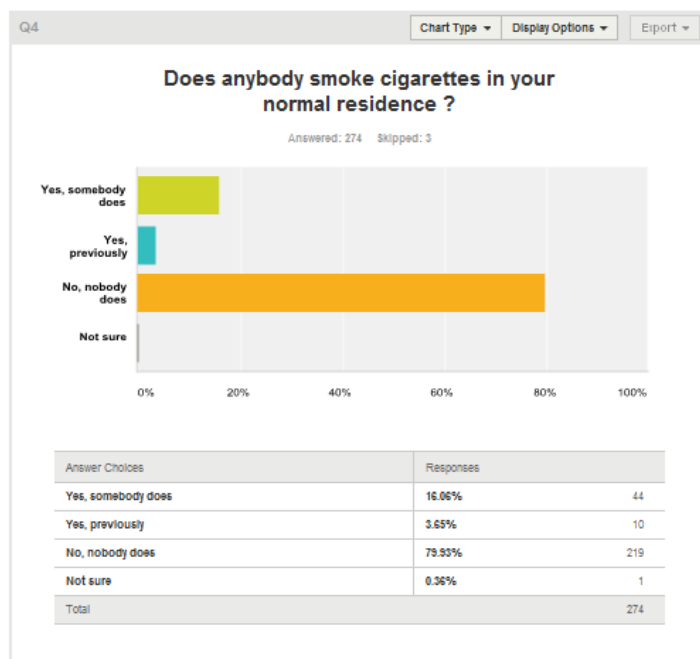 Q4
Chart Type Display Options Export
Does anybody smoke cigarettes in your
normal residence ?
Answered: 274 Skipped: 3
Yes, somebody
does
Yes,
previously
No, nobody
does
Not sure
0% 20% 40% 60% 80% 100%
Answer Choices Responses
Yes, somebody does 16.06% 44
Yes, previously 3.65% 10
No, nobody does 79.93% 219
Not sure 0.36% 1
Total 274